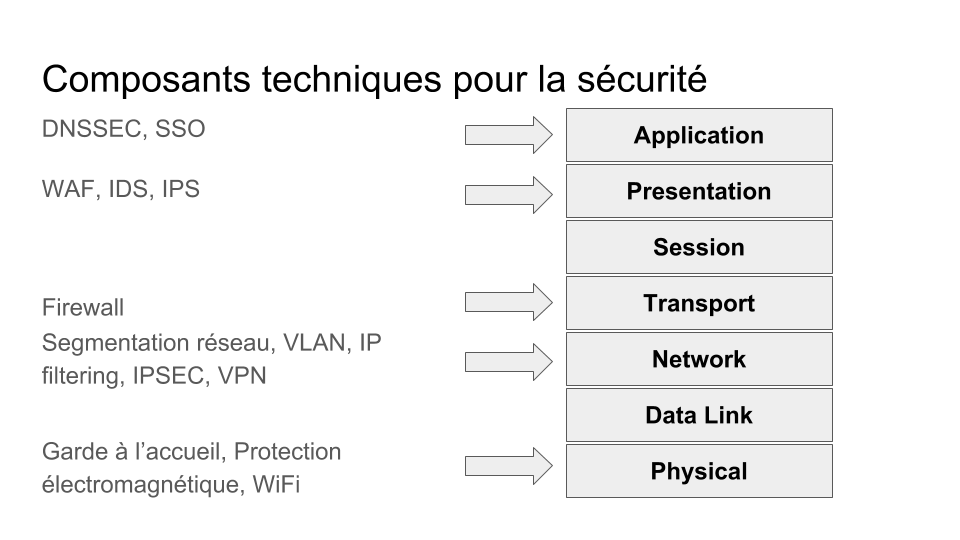 Composants techniques pour la sécurité
DNSSEC, SSO
Application
WAF, IDS, IPS
Presentation
Session
Firewall
Transport
Segmentation réseau, VLAN, IP
filtering, IPSEC, VPN
Network
Data Link
Garde à l’accueil, Protection
électromagnétique, WiFi
Physical